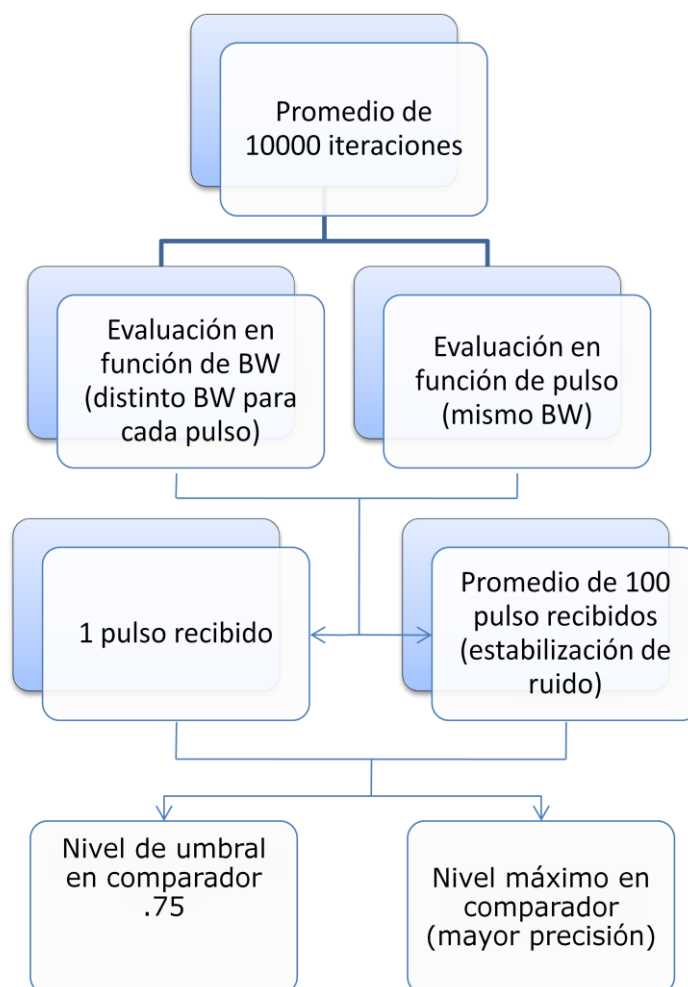 Promedio de
10000 iteraciones
Evaluación en
función de BW
(distinto BW para
cada pulso)
Evaluación en
función de pulso
(mismo BW)
1 pulso recibido
Promedio de 100
pulso recibidos
(estabilización de
ruido)
Nivel de umbral
en comparador
.75
Nivel máximo en
comparador
(mayor precisión)